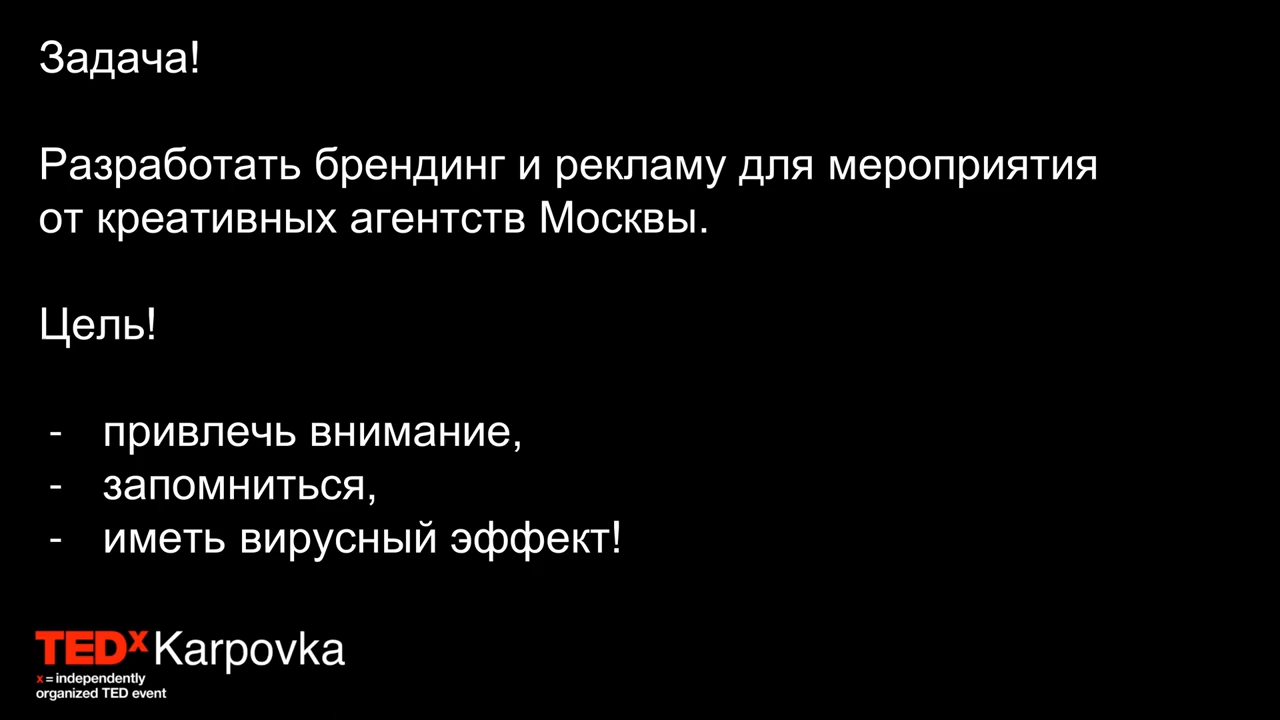 Задача!
Разработать брендинг и рекламу для мероприятия
от креативных агентств Москвы.
Цель!
- привлечь внимание,
- запомниться,
- иметь вирусный эффект!
TEDx Karpovka
x = independently
organized TED event